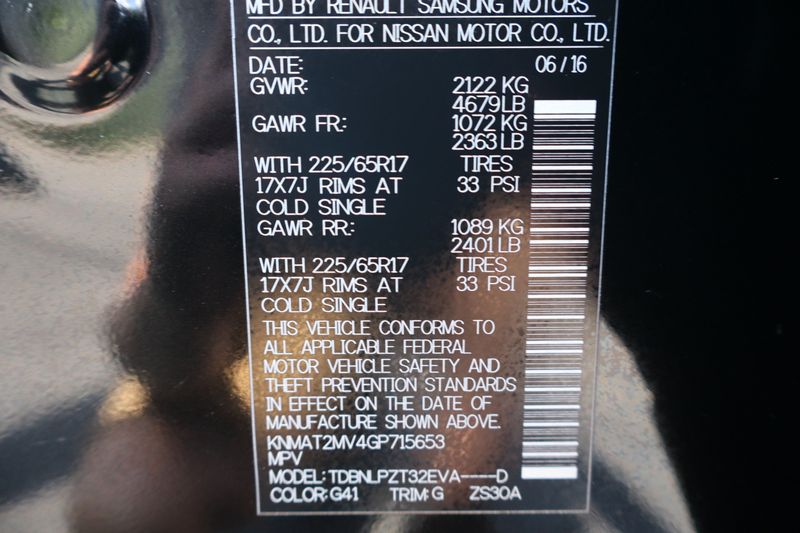 MFD BY RENAULT SAMSUNG MOTORS
CO., LTD. FOR NISSAN MOTOR CO., LTD.
DATE: 06/16
GVWR: 2122 KG
4679LB
GAWR FR.: 1072 KG
2363LB
WITH 225/65R17 TIRES
17X7J RIMS AT 33 PSI
COLD SINGLE
GAWR RR.: 1089 KG
2401LB
WITH 225/65R17 TIRES
17X7J RIMS AT 33 PSI
COLD SINGLE
THIS VEHICLE CONFORMS TO
ALL APPLICABLE FEDERAL
MOTOR VEHICLE SAFETY AND
THEFT PREVENTION STANDARDS
IN EFFECT ON THE DATE OF
MANUFACTURE SHOWN ABOVE.
KNMAT2MV4GP715653
MPV
MODEL: TDBNLPZT32EVA----D
COLOR: G41 TRIM: G ZS30A